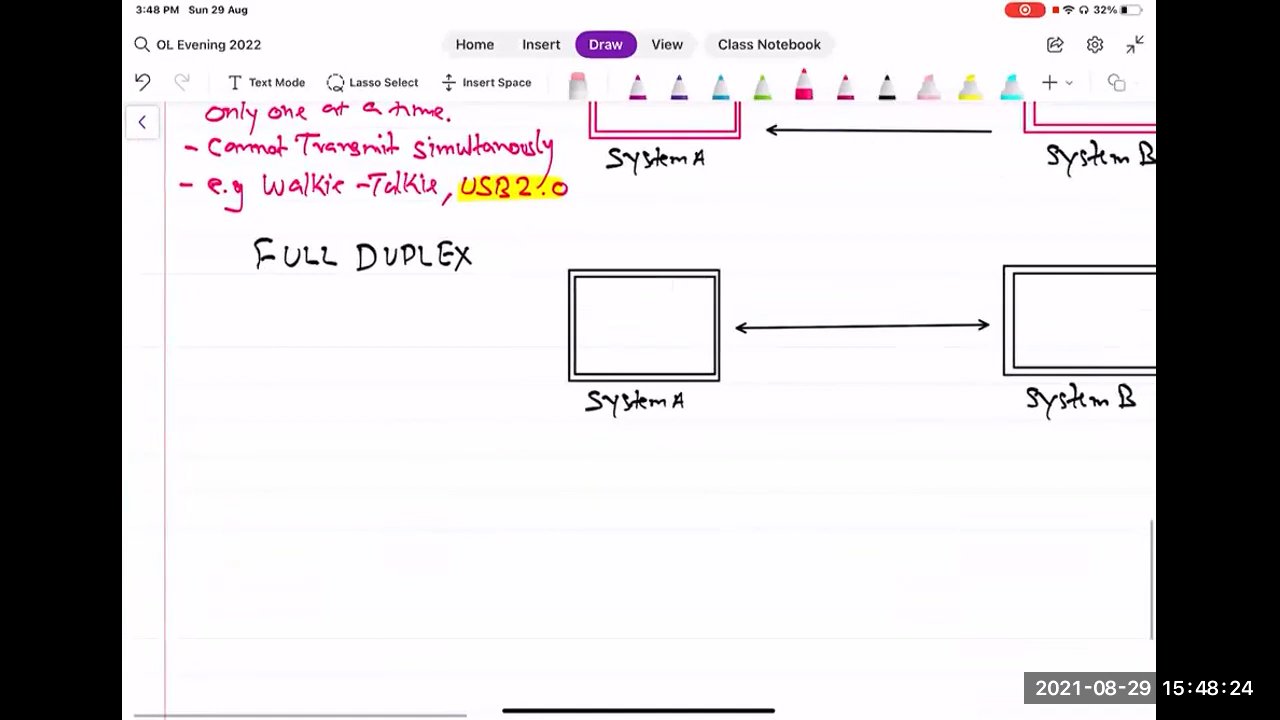 3:48 PM Sun 29 Aug 32%
OL Evening 2022 Home Insert Draw View Class Notebook
Text Mode Lasso Select Insert Space
only one at a time.
- Cannot Transmit simultanously
- e.g Walkie-Talkie, USB 2.0
System A System B
FULL DUPLEX
System A System B
2021-08-29 15:48:24